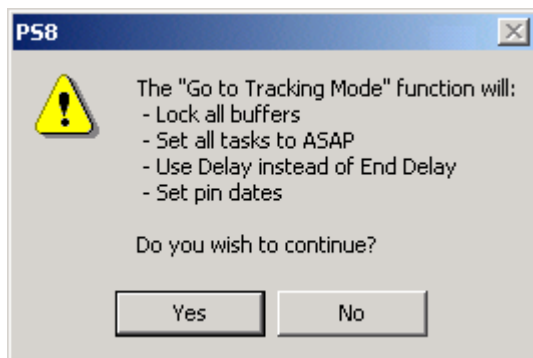 PS8
The "Go to Tracking Mode" function will:
- Lock all buffers
- Set all tasks to ASAP
- Use Delay instead of End Delay
- Set pin dates
Do you wish to continue?
Yes
No